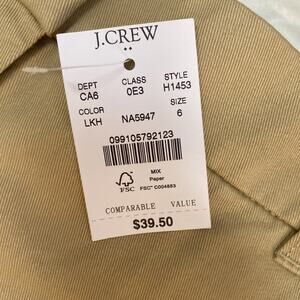 J.CREW
DEPT CLASS STYLE
CA6 0E3 H1453
COLOR SIZE
LKH NA5947 6
099105792123
MIX
Paper
FSC FSC® C004883
COMPARABLE VALUE
$39.50